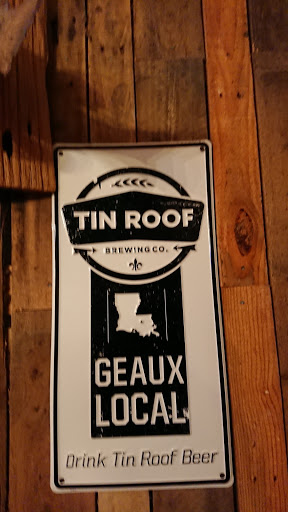 TIN ROOF
BREWING CO.
GEAUX
LOCAL
Drink Tin Roof Beer